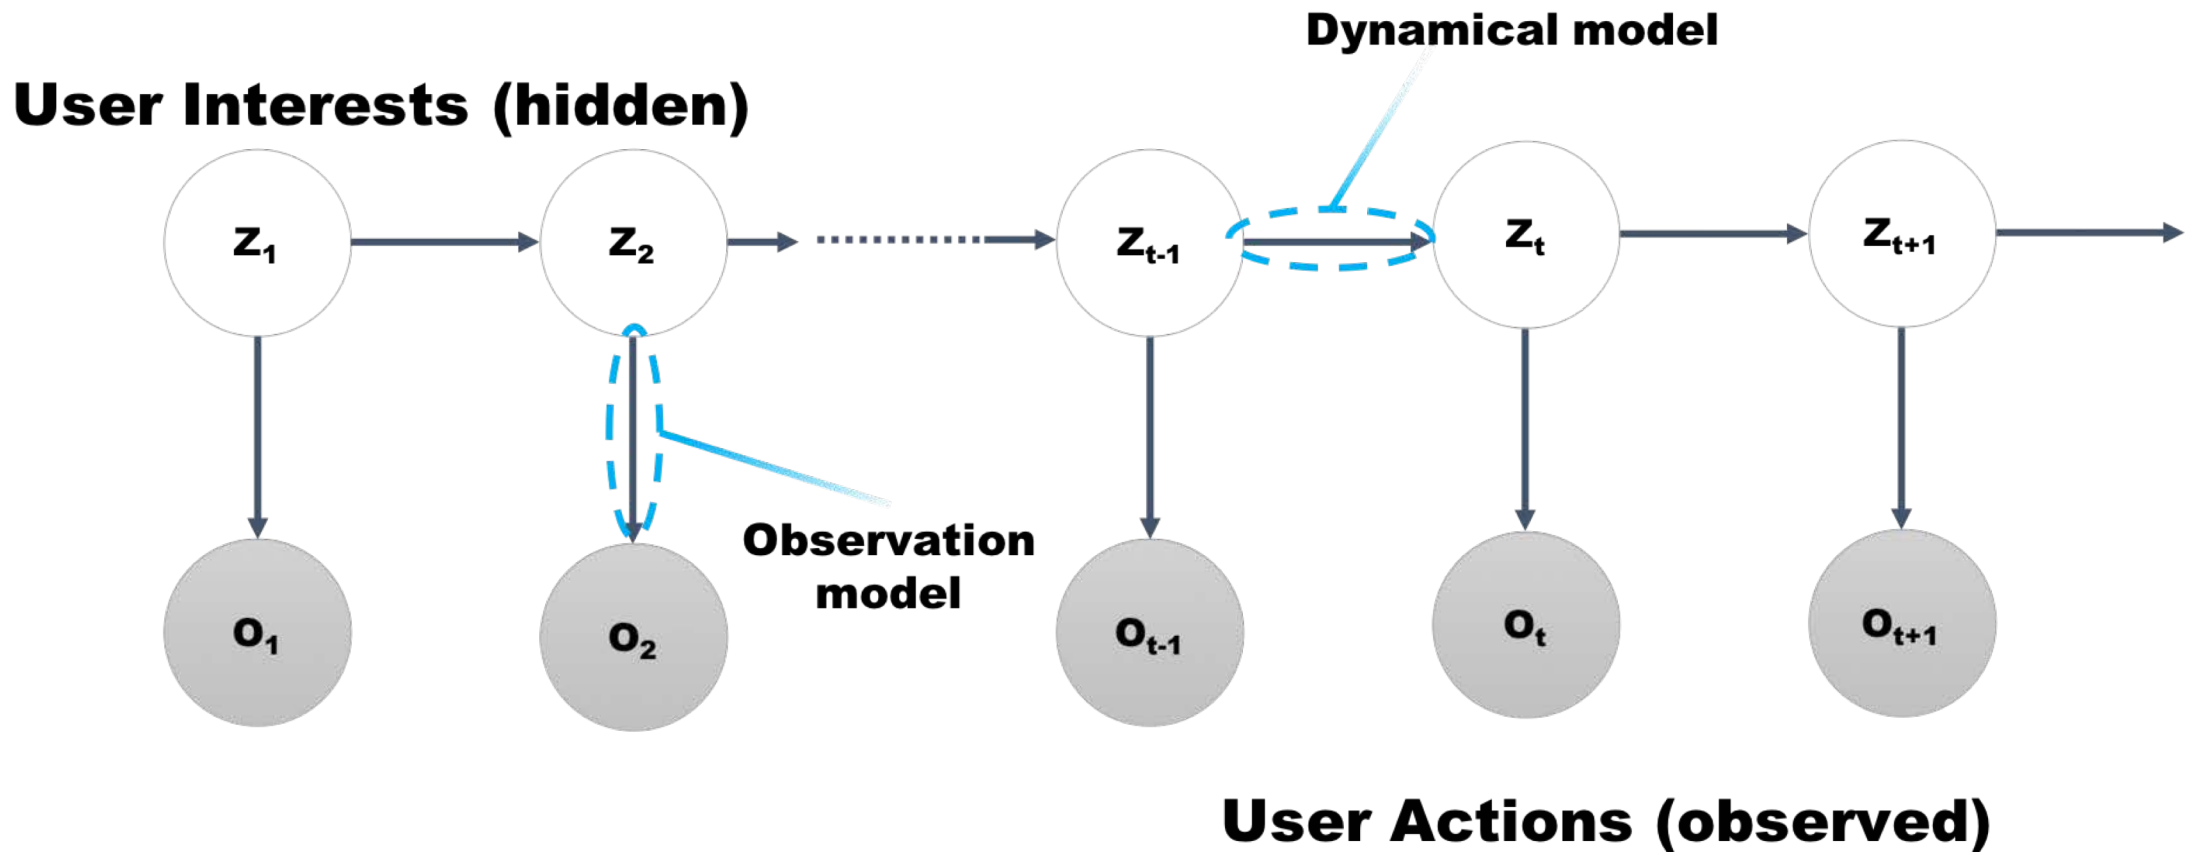 Dynamical model
User Interests (hidden)
Z₁
Z₂
Zₜ₋₁
Zₜ
Zₜ₊₁
Observation
model
O₁
O₂
Oₜ₋₁
Oₜ
Oₜ₊₁
User Actions (observed)